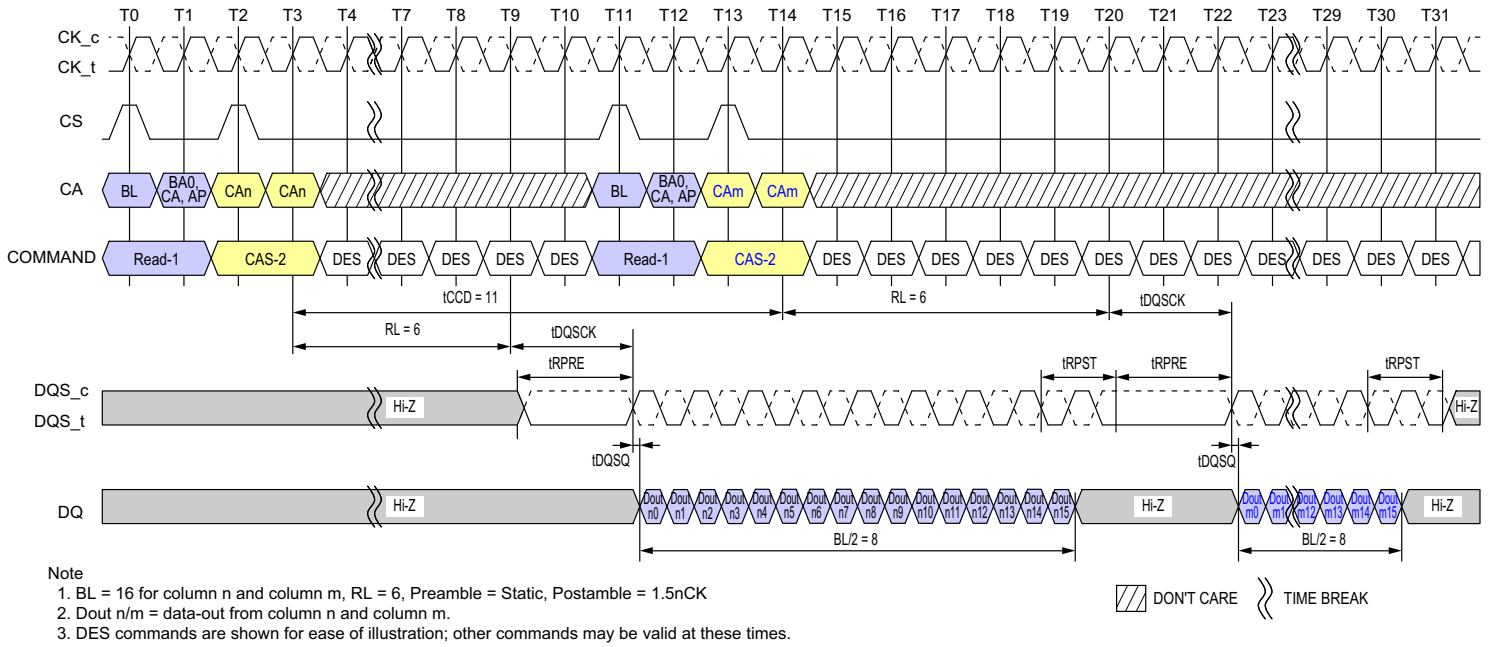 T0 T1 T2 T3 T4 T7 T8 T9 T10 T11 T12 T13 T14 T15 T16 T17 T18 T19 T20 T21 T22 T23 T29 T30 T31
CK_c
CK_t
CS
CA BL BA0, CA, AP CAn CAn BL BA0, CA, AP CAm CAm
COMMAND Read-1 CAS-2 DES DES DES DES DES Read-1 CAS-2 DES DES DES DES DES DES DES DES DES DES DES DES
tCCD = 11 RL = 6 tDQSCK
RL = 6 tDQSCK
tRPRE tRPST tRPRE tRPST
DQS_c
DQS_t
Hi-Z Hi-Z
tDQSQ tDQSQ
DQ Hi-Z Dout n0 Dout n1 Dout n2 Dout n3 Dout n4 Dout n5 Dout n6 Dout n7 Dout n8 Dout n9 Dout n10 Dout n11 Dout n12 Dout n13 Dout n14 Dout n15 Hi-Z Dout m0 Dout m1 Dout m12 Dout m13 Dout m14 Dout m15 Hi-Z
BL/2 = 8 BL/2 = 8
Note
1. BL = 16 for column n and column m, RL = 6, Preamble = Static, Postamble = 1.5nCK
2. Dout n/m = data-out from column n and column m.
3. DES commands are shown for ease of illustration; other commands may be valid at these times.
DON'T CARE TIME BREAK